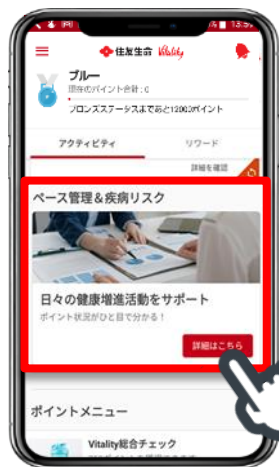 13:5
住友生命 Vitality
ブルー
現在のポイント合計：0
ブロンズステータスまであと12000ポイント
アクティビティ リワード
詳細を確認
ペース管理＆疾病リスク
日々の健康増進活動をサポート
ポイント状況がひと目で分かる！
詳細はこちら
ポイントメニュー
Vitality総合チェック